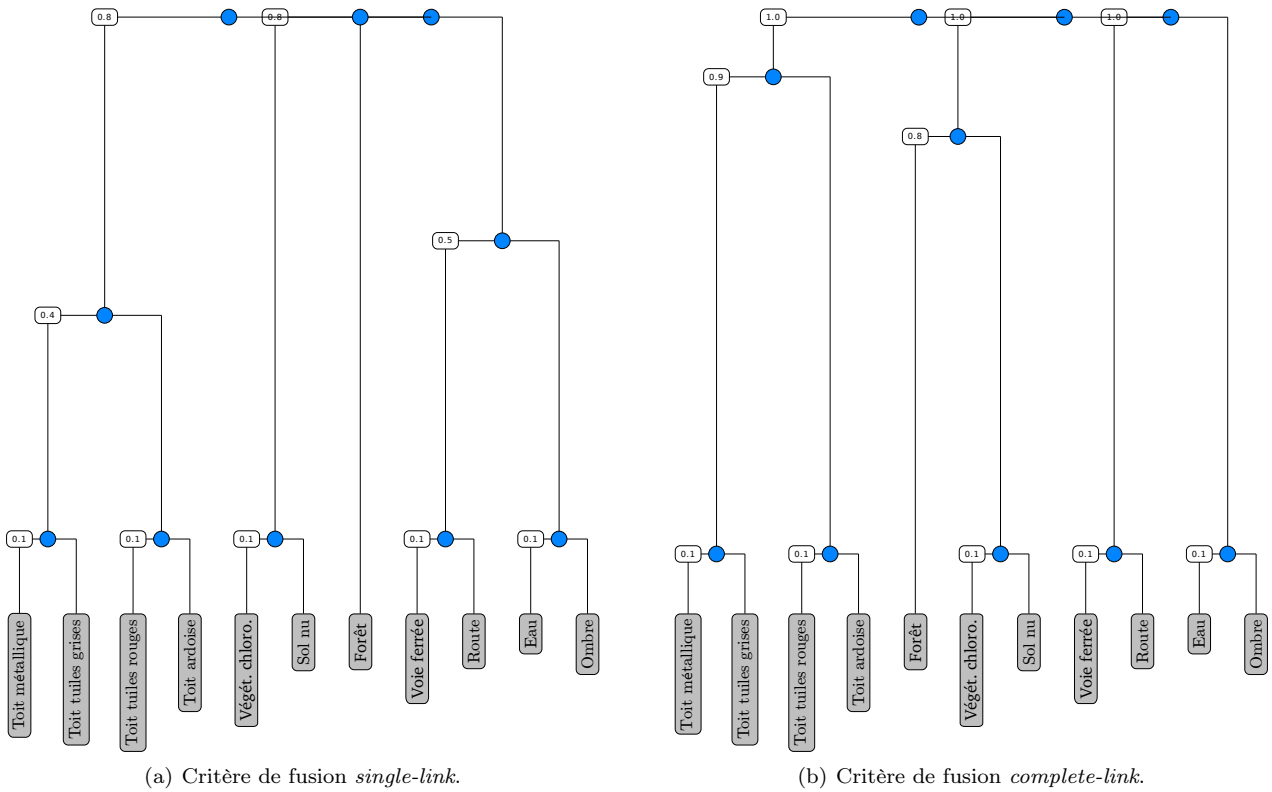 0.8
0.8
1.0
1.0
1.0
0.9
0.8
0.5
0.4
0.1
0.1
0.1
0.1
0.1
0.1
0.1
0.1
0.1
0.1
Toit métallique
Toit tuiles grises
Toit tuiles rouges
Toit ardoise
Végét. chloro.
Sol nu
Forêt
Voie ferrée
Route
Eau
Ombre
Toit métallique
Toit tuiles grises
Toit tuiles rouges
Toit ardoise
Forêt
Végét. chloro.
Sol nu
Voie ferrée
Route
Eau
Ombre
(a) Critère de fusion single-link.
(b) Critère de fusion complete-link.